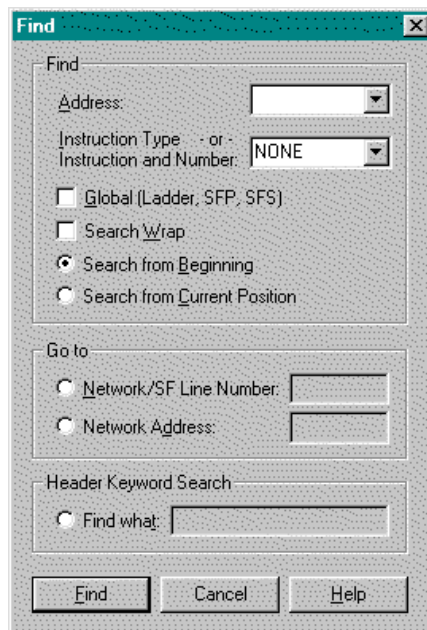 Find
Find
Address:
Instruction Type - or -
Instruction and Number: NONE
Global (Ladder, SFP, SFS)
Search Wrap
Search from Beginning
Search from Current Position
Go to
Network/SF Line Number:
Network Address:
Header Keyword Search
Find what:
Find Cancel Help